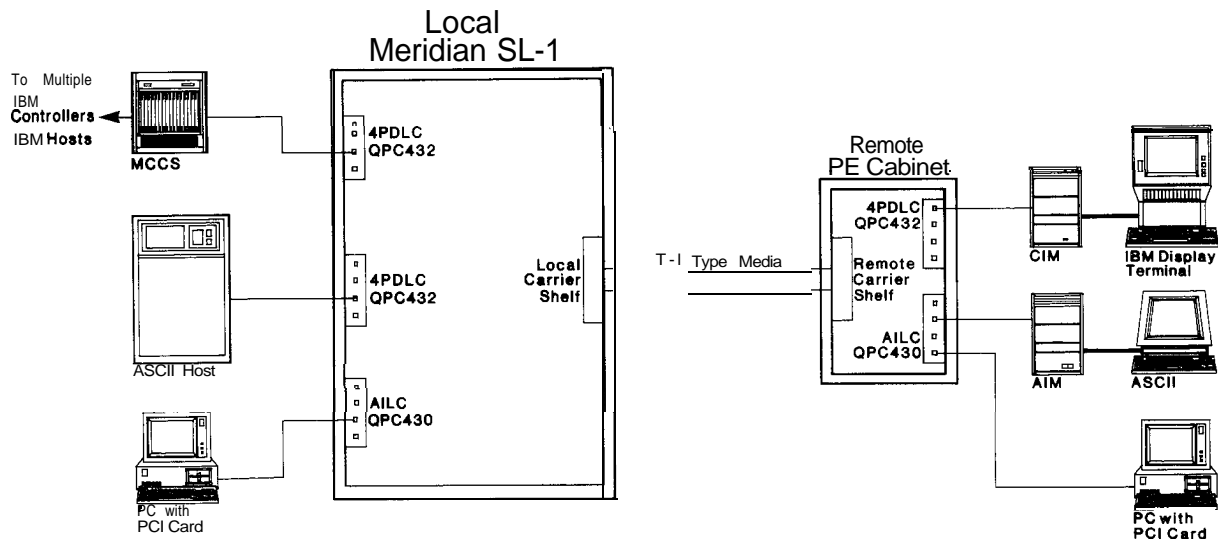 Local
Meridian SL-1
To Multiple
IBM
Controllers
IBM Hosts
MCCS
4PDLC
QPC432
ASCII Host
4PDLC
QPC432
Local
Carrier
Shelf
PC with
PCI Card
AILC
QPC430
T-I Type Media
Remote
PE Cabinet.
4PDLC
QPC432
Remote
Carrier
Shelf
AILC
QPC430
CIM
IBM Display
Terminal
AIM
ASCII
PC with
PCI Card